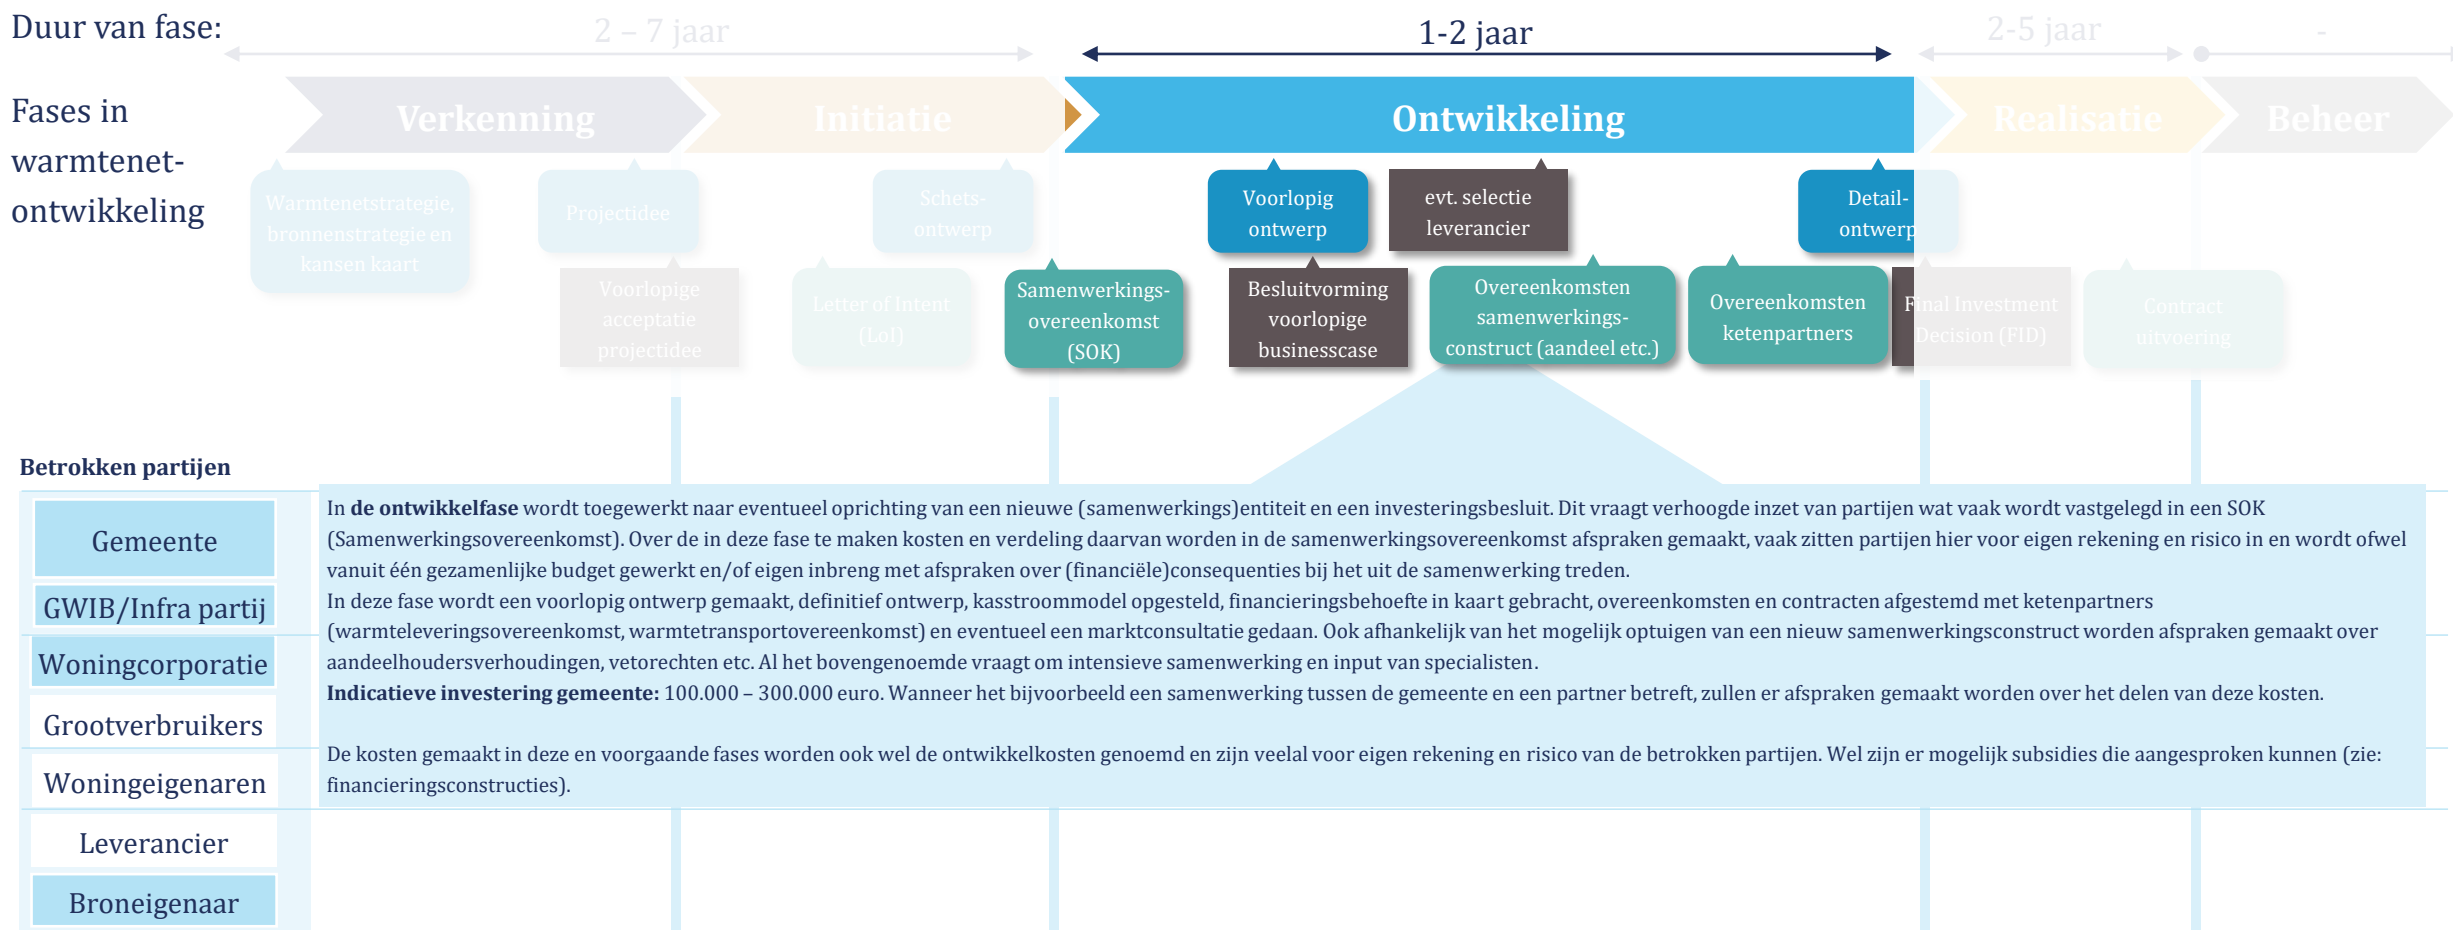 Duur van fase:
2 – 7 jaar
1-2 jaar
2-5 jaar
-
Fases in
warmtenet-
ontwikkeling
Verkenning
Initiatie
Ontwikkeling
Realisatie
Beheer
Warmtenetstrategie,
bronnenstrategie en
kansen kaart
Projectidee
Schets-
ontwerp
Voorlopig
ontwerp
evt. selectie
leverancier
Detail-
ontwerp
Voorlopige
acceptatie
projectidee
Letter of Intent
(LoI)
Samenwerkings-
overeenkomst
(SOK)
Besluitvorming
voorlopige
businesscase
Overeenkomsten
samenwerkings-
construct (aandeel etc.)
Overeenkomsten
ketenpartners
Final Investment
Decision (FID)
Contract
uitvoering
Betrokken partijen
Gemeente
GWIB/Infra partij
Woningcorporatie
Grootverbruikers
Woningeigenaren
Leverancier
Broneigenaar
In de ontwikkelfase wordt toegewerkt naar eventueel oprichting van een nieuwe (samenwerkings)entiteit en een investeringsbesluit. Dit vraagt verhoogde inzet van partijen wat vaak wordt vastgelegd in een SOK
(Samenwerkingsovereenkomst). Over de in deze fase te maken kosten en verdeling daarvan worden in de samenwerkingsovereenkomst afspraken gemaakt, vaak zitten partijen hier voor eigen rekening en risico in en wordt ofwel
vanuit één gezamenlijke budget gewerkt en/of eigen inbreng met afspraken over (financiële)consequenties bij het uit de samenwerking treden.
In deze fase wordt een voorlopig ontwerp gemaakt, definitief ontwerp, kasstroommodel opgesteld, financieringsbehoefte in kaart gebracht, overeenkomsten en contracten afgestemd met ketenpartners
(warmteleveringsovereenkomst, warmtetransportovereenkomst) en eventueel een marktconsultatie gedaan. Ook afhankelijk van het mogelijk optuigen van een nieuw samenwerkingsconstruct worden afspraken gemaakt over
aandeelhoudersverhoudingen, vetorechten etc. Al het bovengenoemde vraagt om intensieve samenwerking en input van specialisten.
Indicatieve investering gemeente: 100.000 – 300.000 euro. Wanneer het bijvoorbeeld een samenwerking tussen de gemeente en een partner betreft, zullen er afspraken gemaakt worden over het delen van deze kosten.
De kosten gemaakt in deze en voorgaande fases worden ook wel de ontwikkelkosten genoemd en zijn veelal voor eigen rekening en risico van de betrokken partijen. Wel zijn er mogelijk subsidies die aangesproken kunnen (zie:
financieringsconstructies).